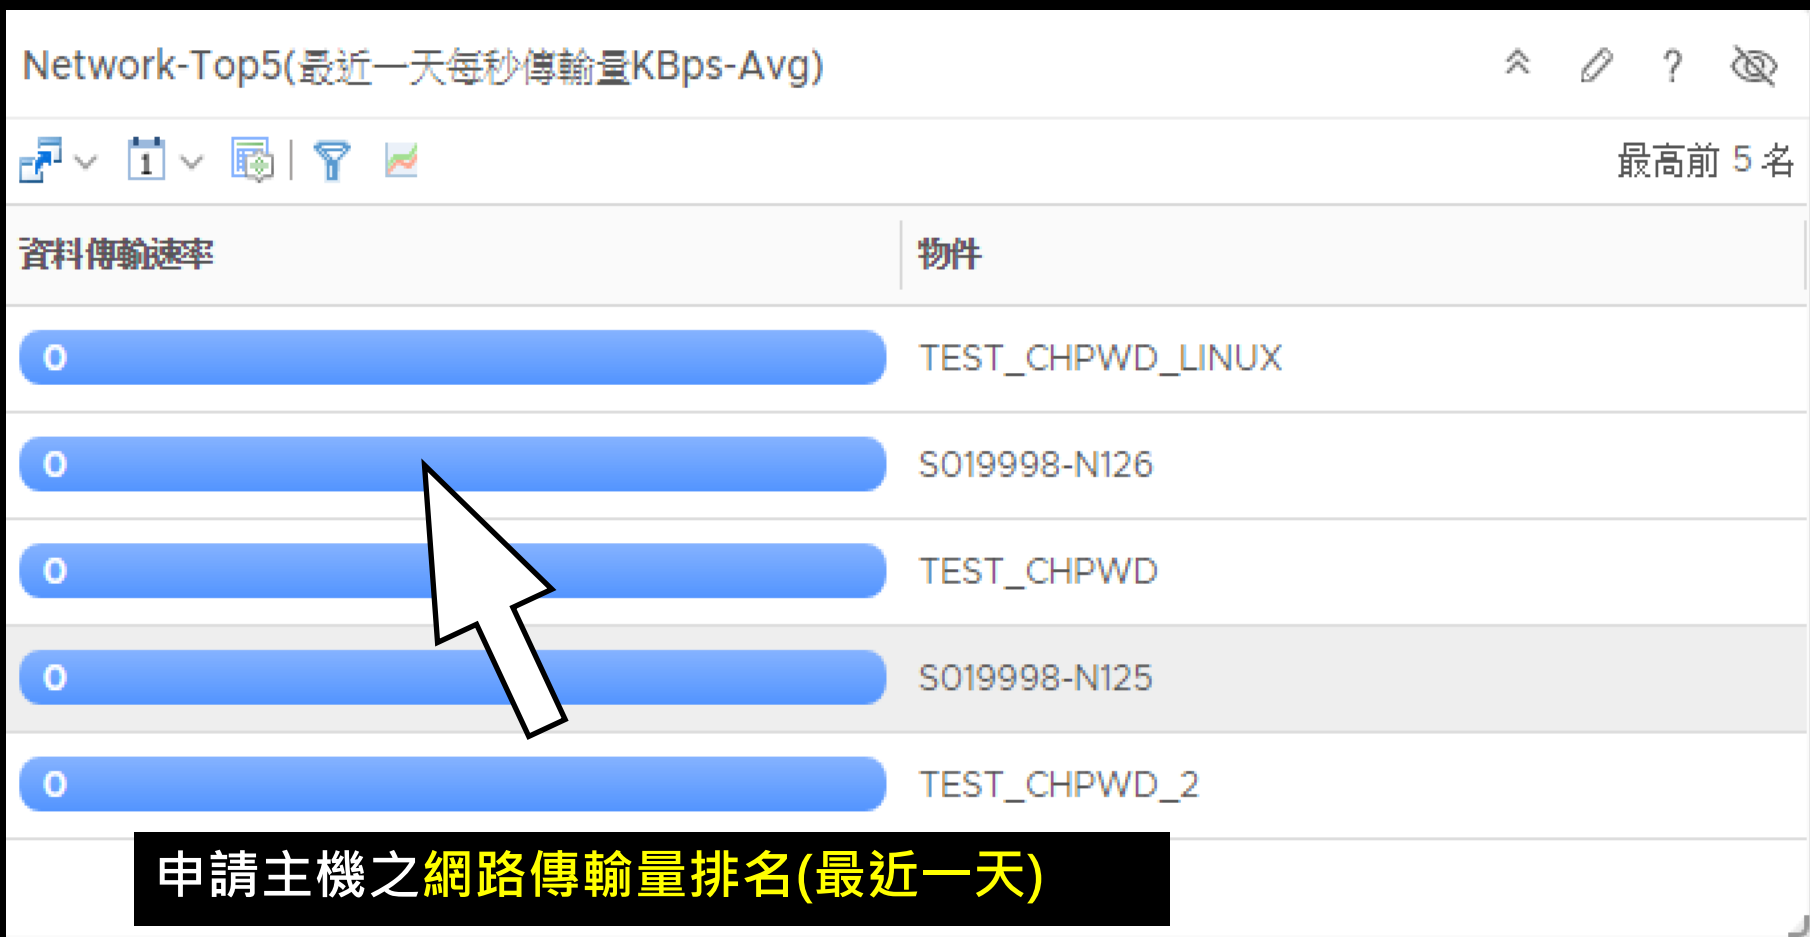 Network-Top5(最近一天每秒傳輸量KBps-Avg)
?
1
最高前 5 名
資料傳輸速率 物件
0 TEST_CHPWD_LINUX
0 S019998-N126
0 TEST_CHPWD
0 S019998-N125
0 TEST_CHPWD_2
申請主機之網路傳輸量排名(最近一天)